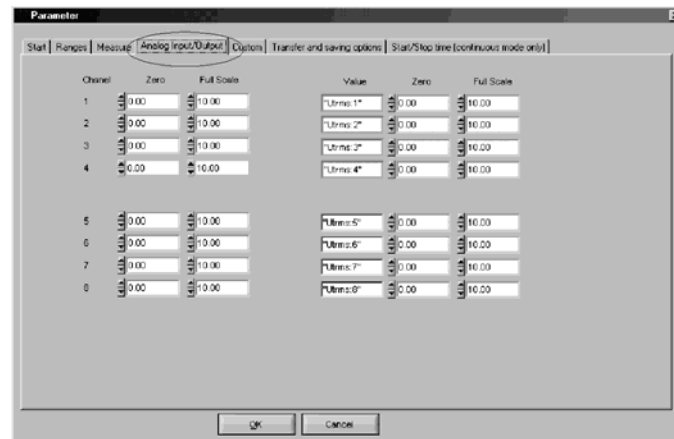 Parameter
Start Ranges Measure Analog Input/Output Custom Transfer and saving options Start/Stop time (continuous mode only)
Chanel Zero Full Scale Value Zero Full Scale
1 0.00 10.00 "Utrms:1" 0.00 10.00
2 0.00 10.00 "Utrms:2" 0.00 10.00
3 0.00 10.00 "Utrms:3" 0.00 10.00
4 0.00 10.00 "Utrms:4" 0.00 10.00
5 0.00 10.00 "Utrms:5" 0.00 10.00
6 0.00 10.00 "Utrms:6" 0.00 10.00
7 0.00 10.00 "Utrms:7" 0.00 10.00
8 0.00 10.00 "Utrms:8" 0.00 10.00
OK Cancel